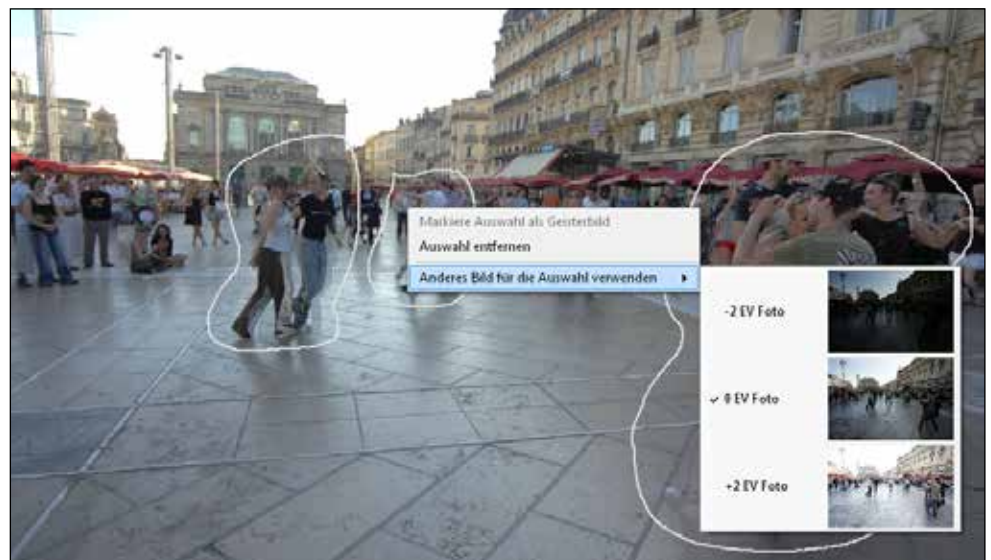 Markiere Auswahl als Geisterbild
Auswahl entfernen
Anderes Bild für die Auswahl verwenden
-2 EV Foto
0 EV Foto
+2 EV Foto